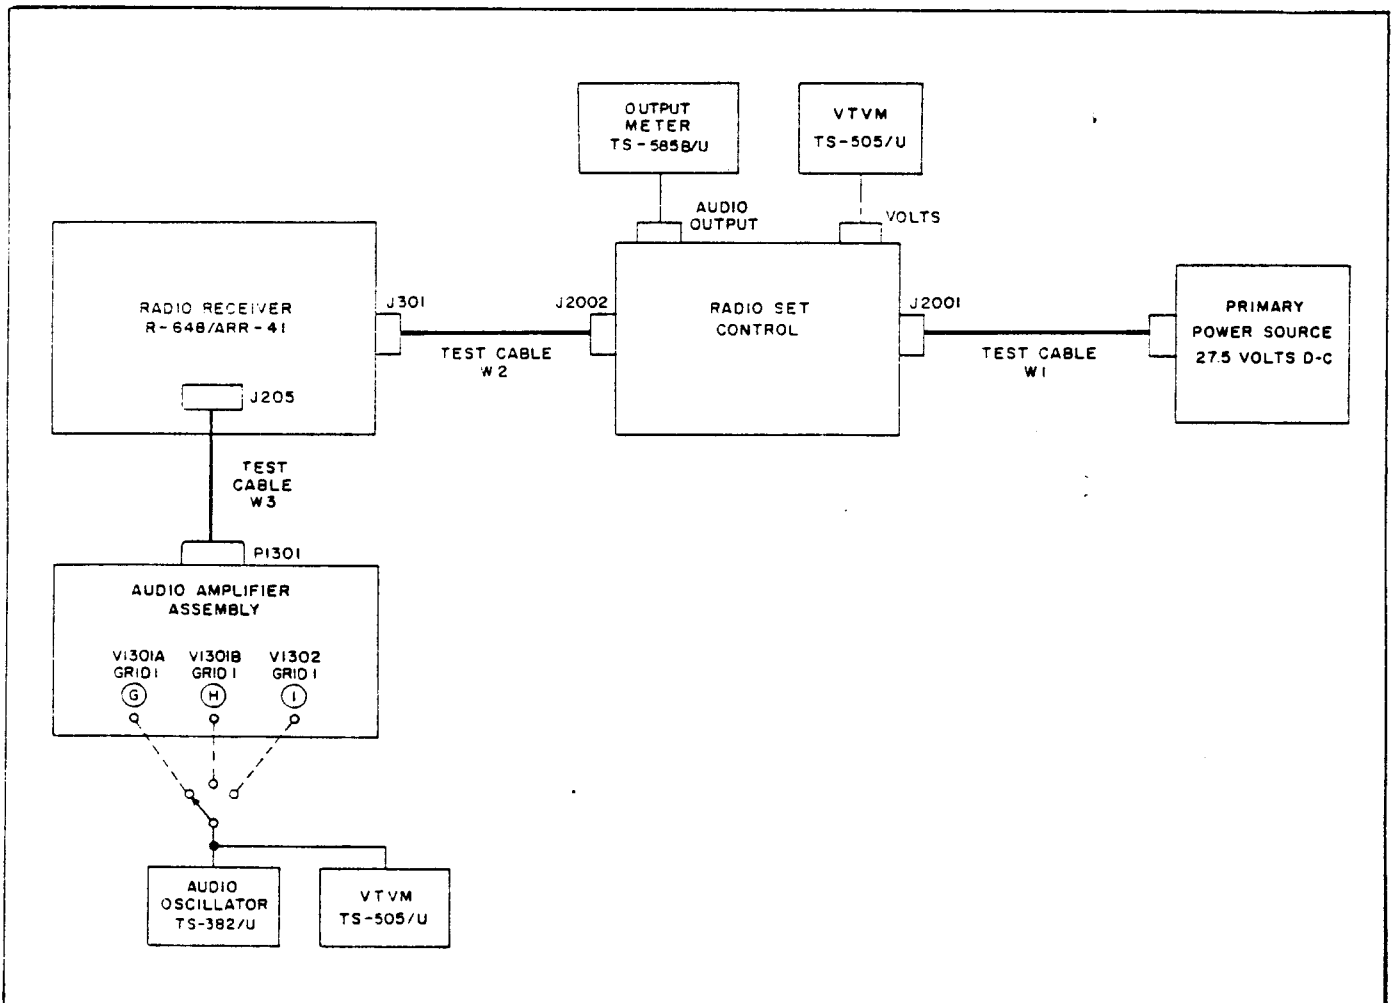 OUTPUT
METER
TS-585B/U
VTVM
TS-505/U
AUDIO
OUTPUT
VOLTS
RADIO RECEIVER
R-648/ARR-41
J301
J2002
RADIO SET
CONTROL
J2001
PRIMARY
POWER SOURCE
27.5 VOLTS D-C
TEST CABLE
W2
TEST CABLE
W1
J205
TEST
CABLE
W3
P1301
AUDIO AMPLIFIER
ASSEMBLY
V1301A
GRID 1
G
V1301B
GRID 1
H
V1302
GRID 1
I
AUDIO
OSCILLATOR
TS-382/U
VTVM
TS-505/U